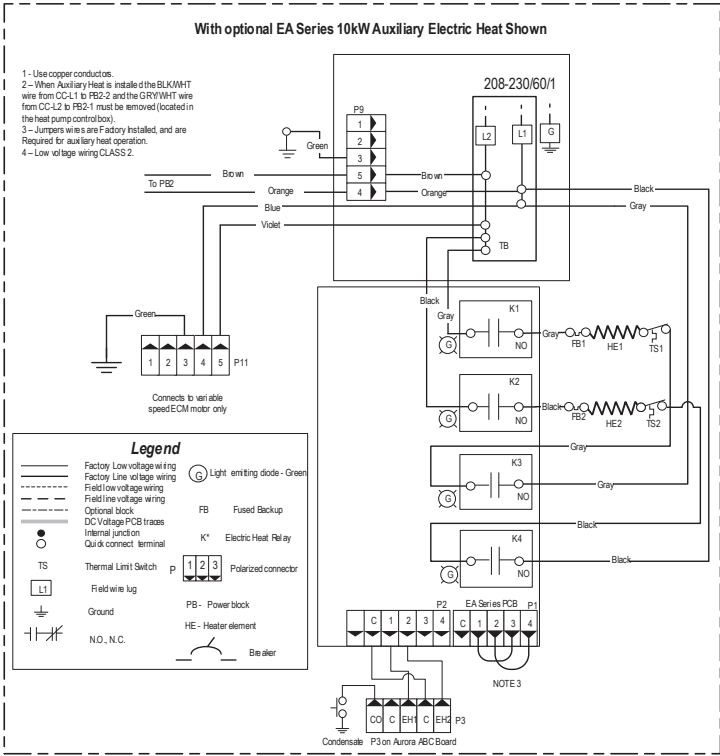 With optional EA Series 10kW Auxiliary Electric Heat Shown
1 - Use copper conductors.
2 – When Auxiliary Heat is installed the BLK/WHT
wire from CC-L1 to PB2-2 and the GRY/WHT wire
from CC-L2 to PB2-1 must be removed (located in
the heat pump control box).
3 – Jumpers wires are Factory Installed, and are
Required for auxiliary heat operation.
4 – Low voltage wiring CLASS 2.
208-230/60/1
P9
1
2
3
5
4
Green
L2
L1
G
To PB2
Brown
Brown
Orange
Orange
Black
Blue
Gray
Violet
TB
Black
Gray
Green
1 2 3 4 5 P11
Connects to variable
speed ECM motor only
K1
G
NO
Gray
FB1
HE1
TS1
K2
G
NO
Black
FB2
HE2
TS2
Gray
K3
G
NO
Gray
Black
K4
G
NO
Black
Legend
Factory Low voltage wiring
Factory Line voltage wiring
Field low voltage wiring
Field line voltage wiring
Optional block
DC Voltage PCB traces
Internal junction
Quick connect terminal
TS Thermal Limit Switch
L1 Field wire lug
Ground
N.O., N.C.
G Light emitting diode - Green
FB Fused Backup
K* Electric Heat Relay
P 1 2 3 Polarized connector
PB - Power block
HE - Heater element
Breaker
P2
C 1 2 3 4
EA Series PCB P1
C 1 2 3 4
NOTE 3
CO C EH1 C EH2 P3
Condensate P3 on Aurora ABC Board